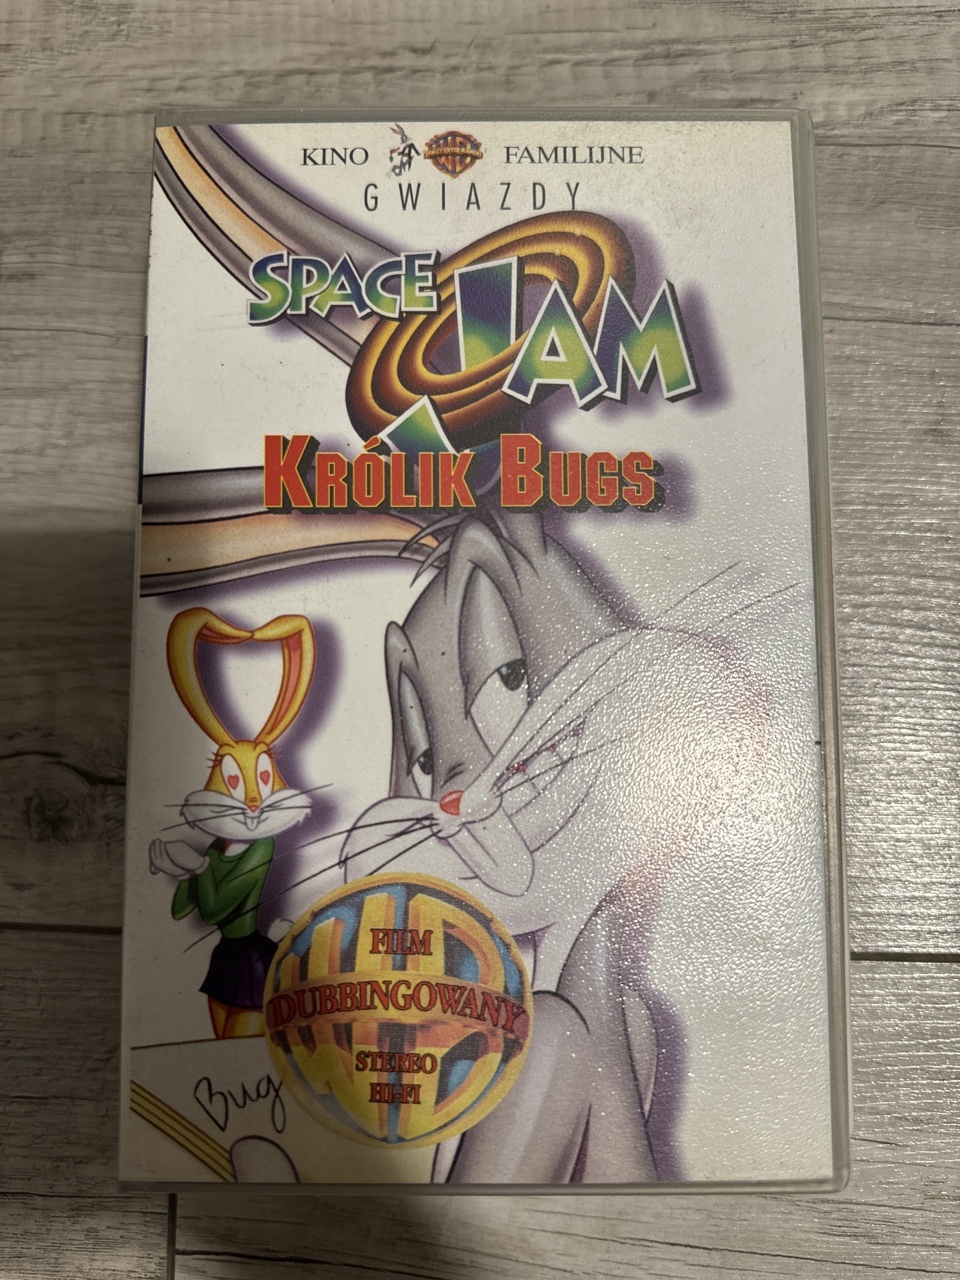 KINO FAMILIJNE
GWIAZDY
SPACE JAM
KRÓLIK BUGS
FILM
DUBBINGOWANY
STEREO
HI-FI
Bug